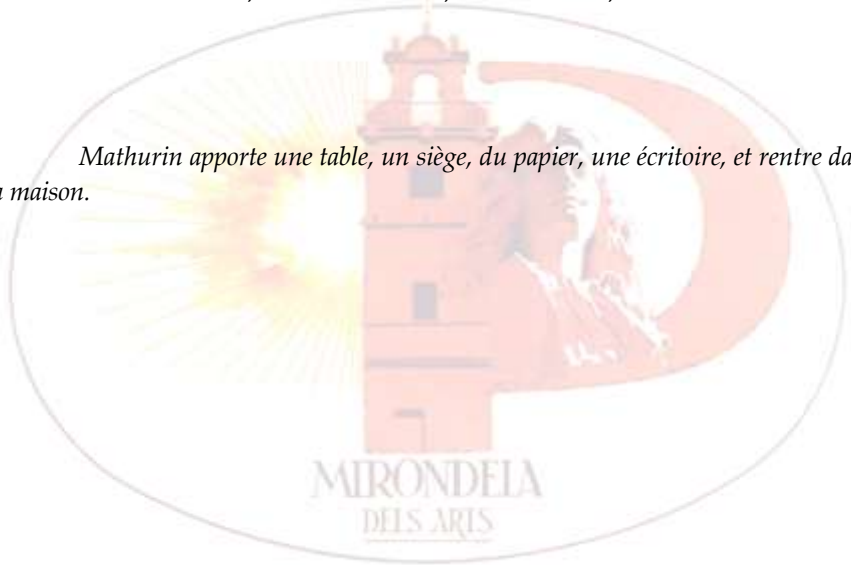 Mathurin apporte une table, un siège, du papier, une écritoire, et rentre da
maison.
MIRONDELA
DELS ARTS